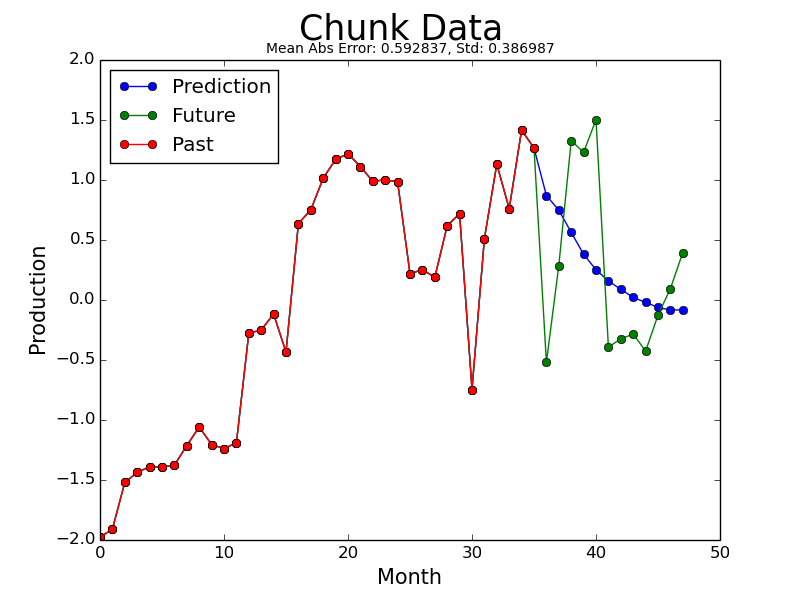 Chunk Data
Mean Abs Error: 0.592837, Std: 0.386987
2.0
1.5
1.0
0.5
0.0
−0.5
−1.0
−1.5
−2.0
Production
Prediction
Future
Past
0 10 20 30 40 50
Month